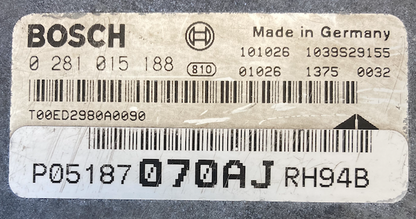 BOSCH Made in Germany
101026 1039S29155
0 281 015 188 810 01026 1375 0032
T00ED2980A0090
P05187 070AJ RH94B